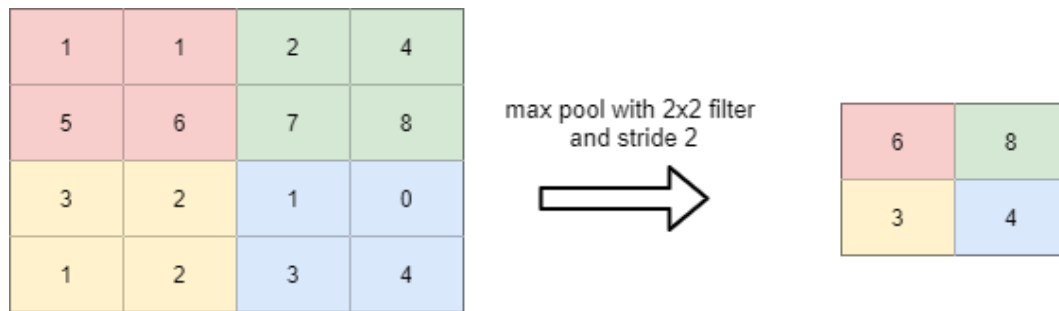 1 1 2 4
5 6 7 8
3 2 1 0
1 2 3 4
max pool with 2x2 filter
and stride 2
6 8
3 4